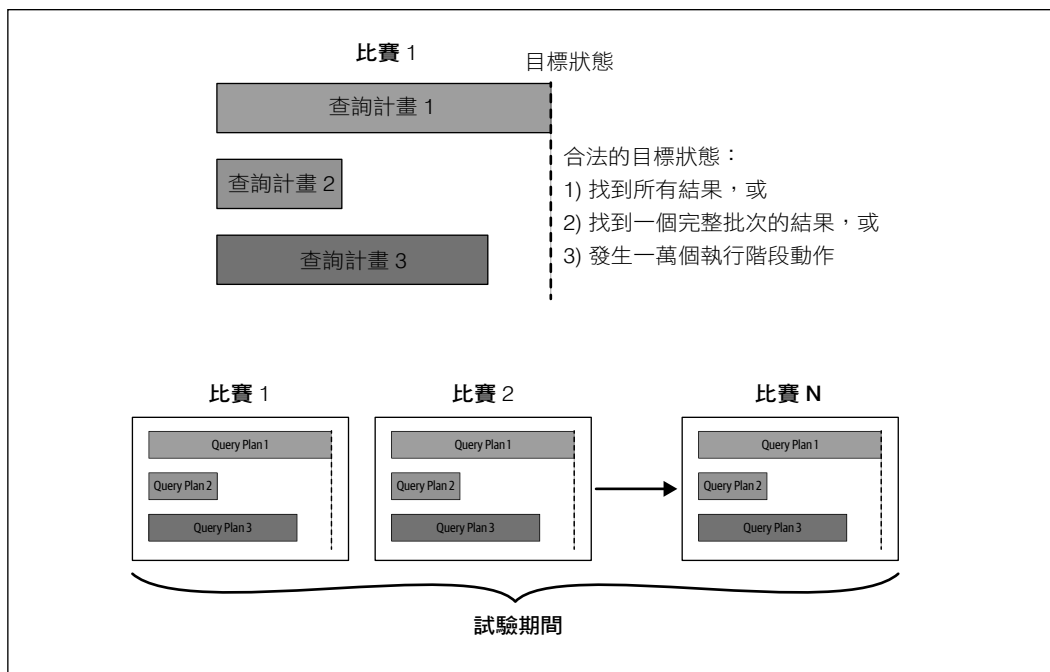 比賽 1
目標狀態
查詢計畫 1
查詢計畫 2
查詢計畫 3
合法的目標狀態：
1) 找到所有結果，或
2) 找到一個完整批次的結果，或
3) 發生一萬個執行階段動作
比賽 1
Query Plan 1
Query Plan 2
Query Plan 3
比賽 2
Query Plan 1
Query Plan 2
Query Plan 3
比賽 N
Query Plan 1
Query Plan 2
Query Plan 3
試驗期間